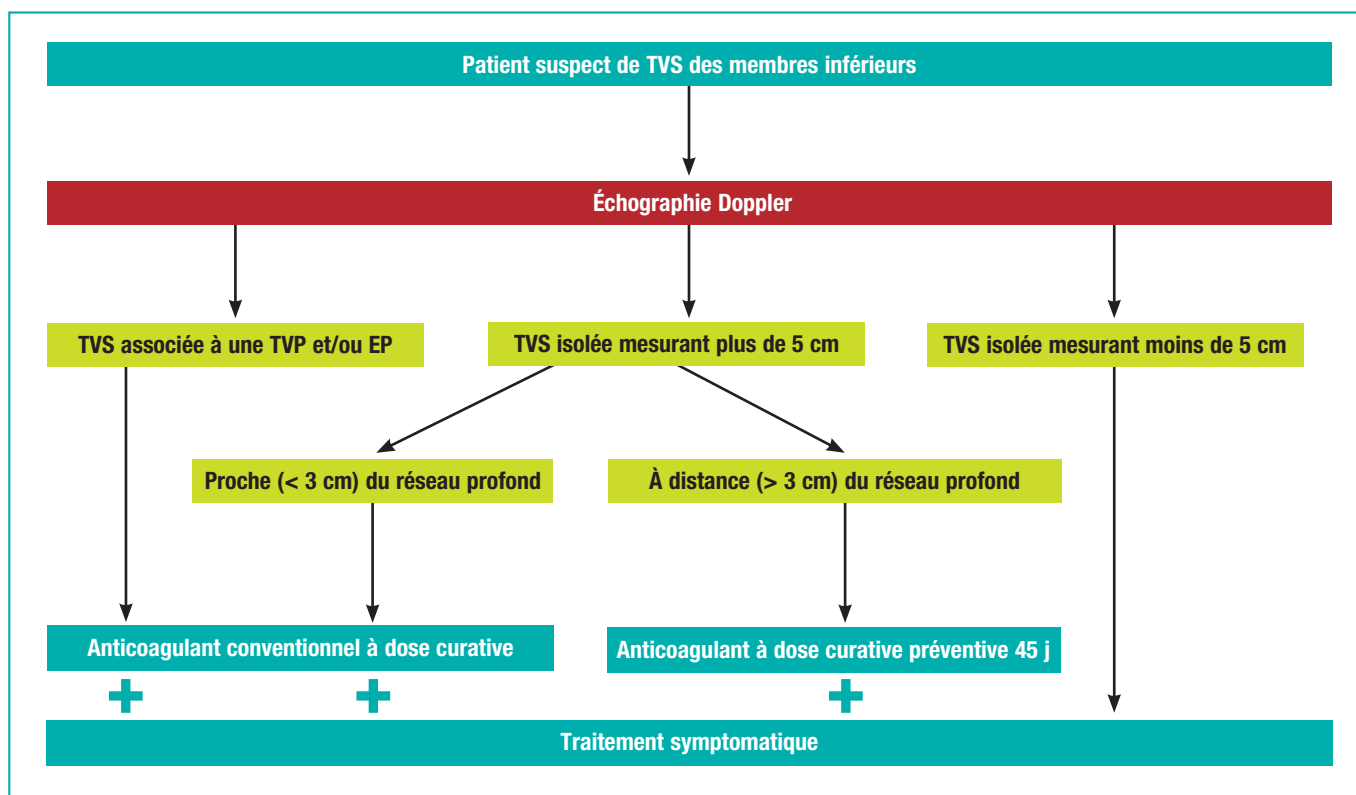 Patient suspect de TVS des membres inférieurs
Échographie Doppler
TVS associée à une TVP et/ou EP
TVS isolée mesurant plus de 5 cm
TVS isolée mesurant moins de 5 cm
Proche (< 3 cm) du réseau profond
À distance (> 3 cm) du réseau profond
Anticoagulant conventionnel à dose curative
Anticoagulant à dose curative préventive 45 j
+ + +
Traitement symptomatique